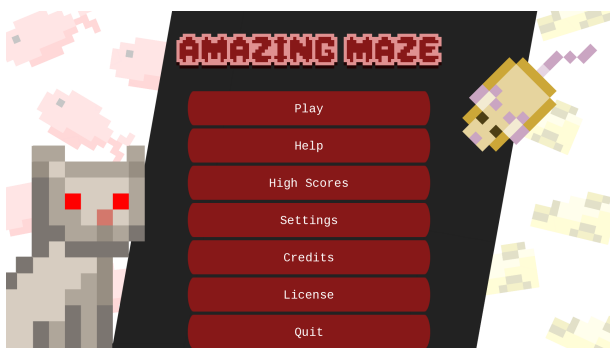 AMAZING MAZE
Play
Help
High Scores
Settings
Credits
License
Quit